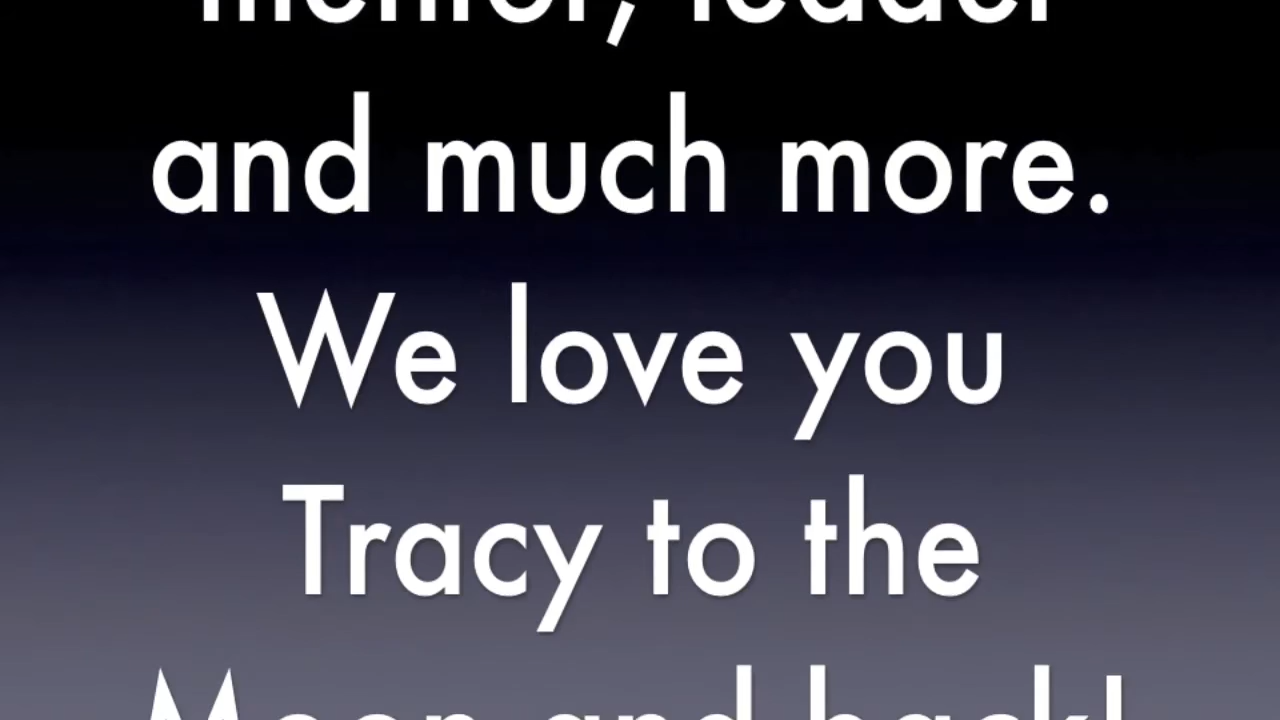 mentor, leader
and much more.
We love you
Tracy to the
Moon and back!